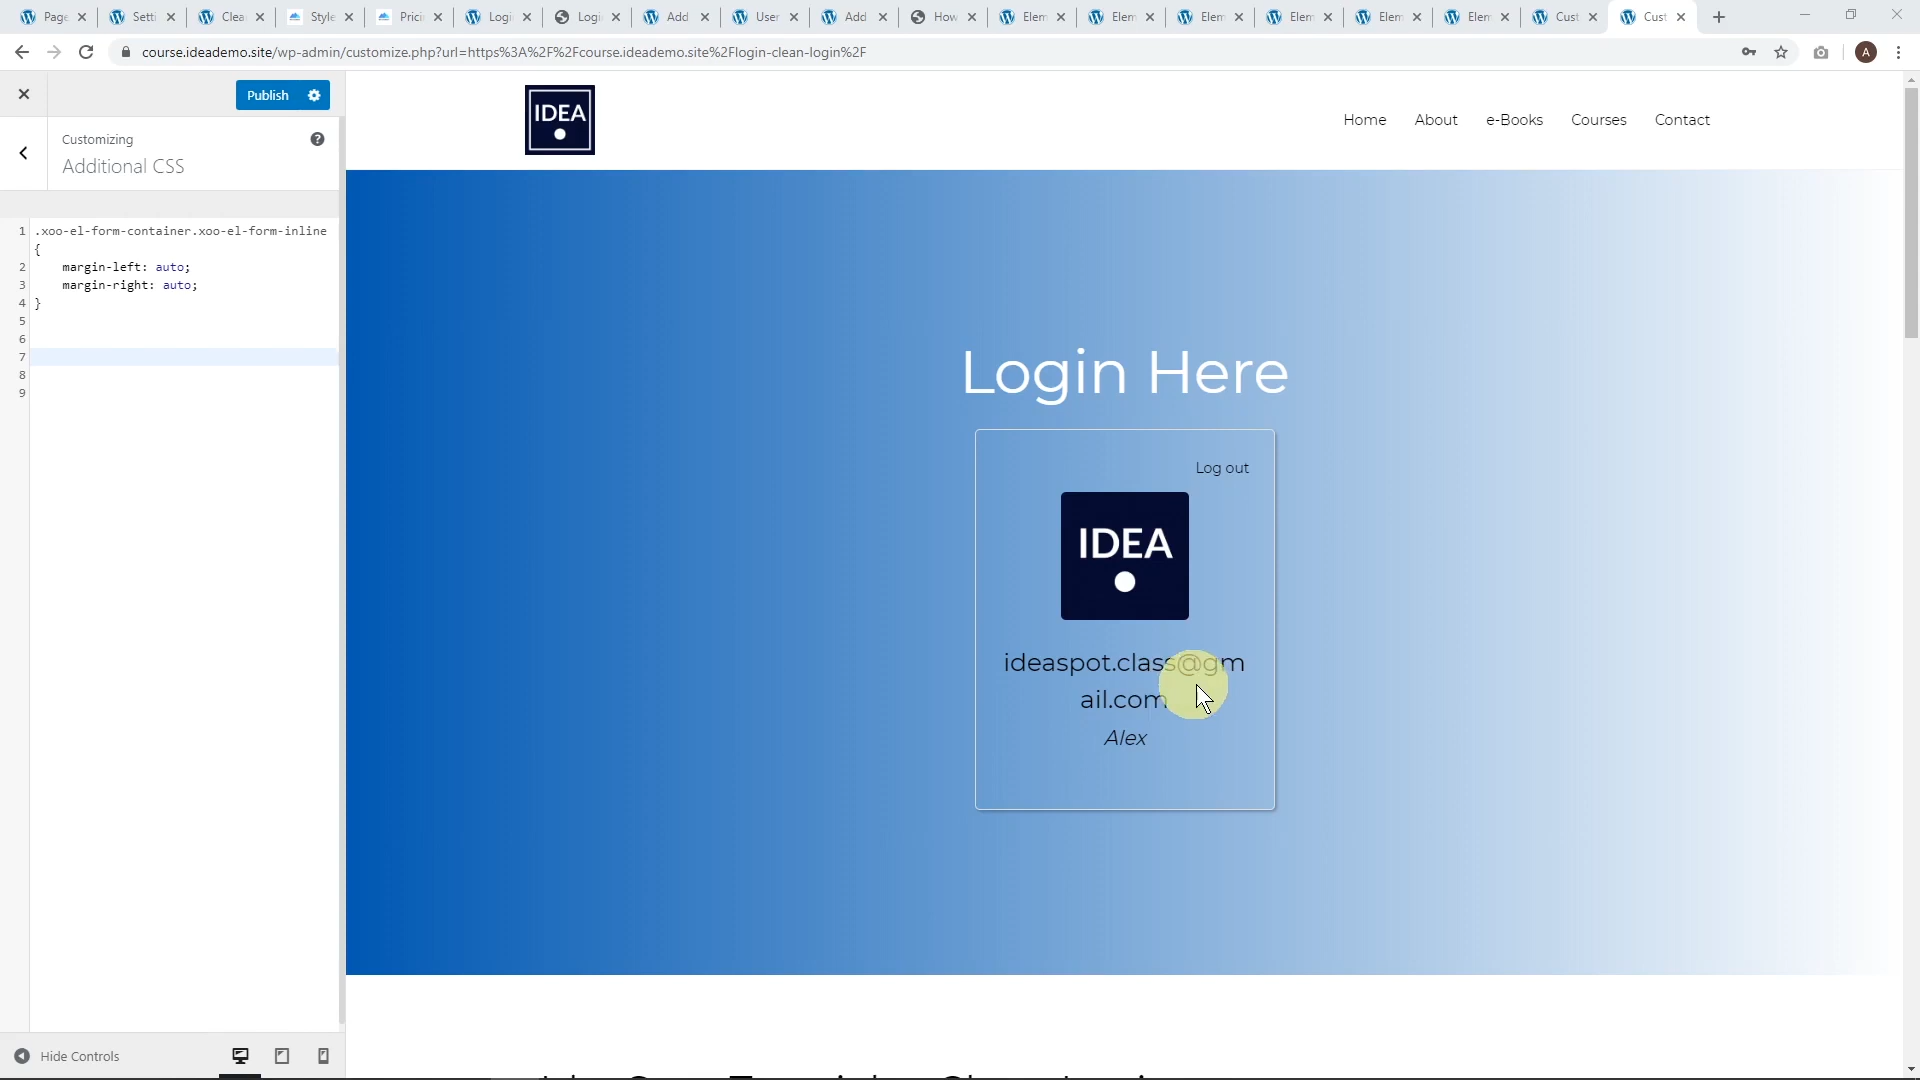 Page
Setti
Clea
Style
Prici
Logi
Logi
Add
User
Add
How
Elem
Elem
Elem
Elem
Elem
Elem
Cust
Cust
course.ideademo.site/wp-admin/customize.php?url=https%3A%2F%2Fcourse.ideademo.site%2Flogin-clean-login%2F
A
Publish
Customizing
Additional CSS
1 .xoo-el-form-container.xoo-el-form-inline
{
2 margin-left: auto;
3 margin-right: auto;
4 }
5
6
7
8
9
Hide Controls
IDEA
Home About e-Books Courses Contact
Login Here
Log out
IDEA
ideaspot.class@gm
ail.com
Alex